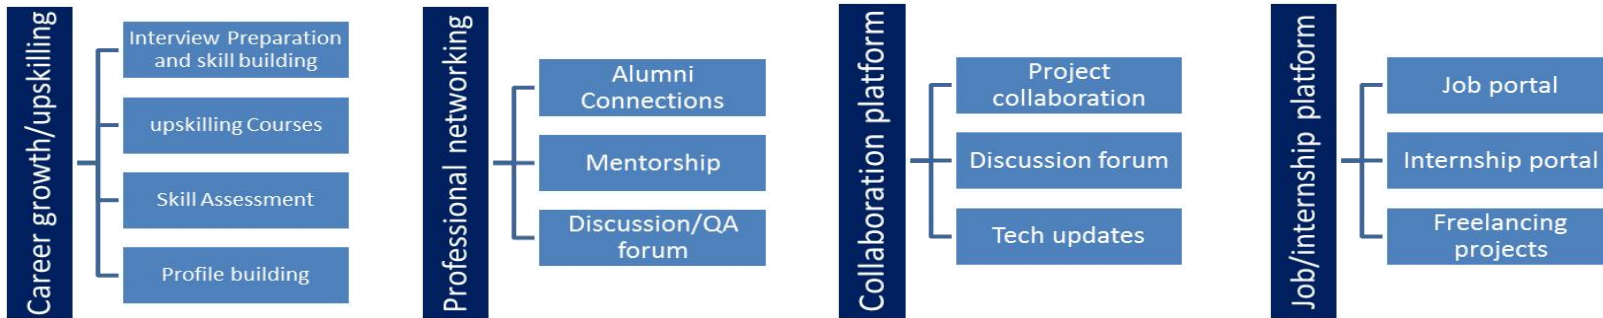 Career growth/upskilling
Interview Preparation
and skill building
upskilling Courses
Skill Assessment
Profile building
Professional networking
Alumni
Connections
Mentorship
Discussion/QA
forum
Collaboration platform
Project
collaboration
Discussion forum
Tech updates
Job/internship platform
Job portal
Internship portal
Freelancing
projects